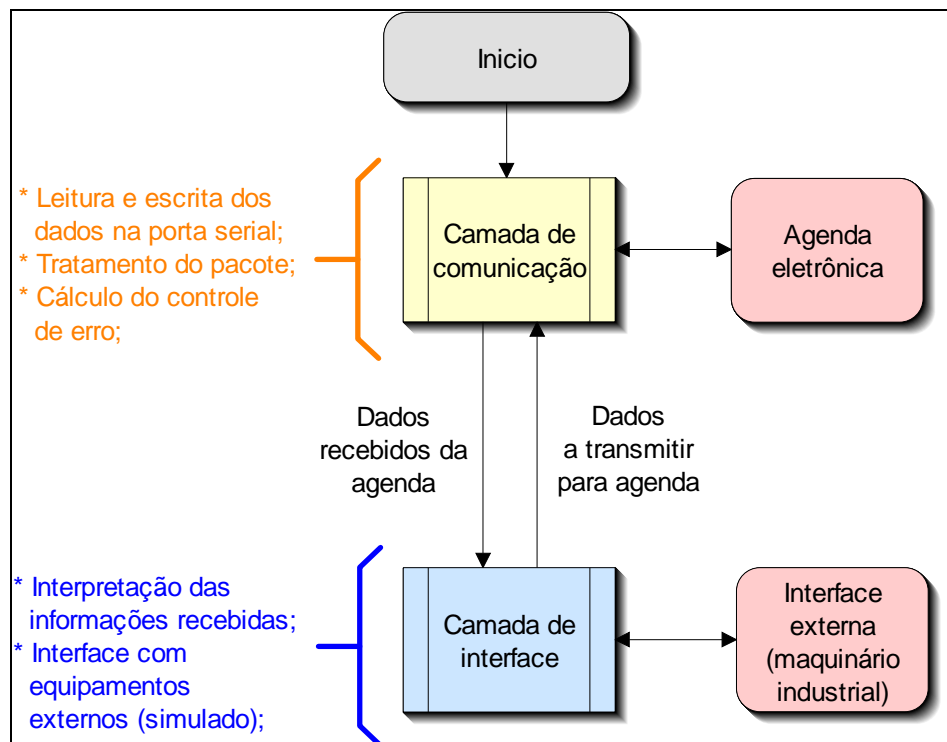 Inicio
* Leitura e escrita dos
dados na porta serial;
* Tratamento do pacote;
* Cálculo do controle
de erro;
Camada de
comunicação
Agenda
eletrônica
Dados
recebidos da
agenda
Dados
a transmitir
para agenda
* Interpretação das
informações recebidas;
* Interface com
equipamentos
externos (simulado);
Camada de
interface
Interface
externa
(maquinário
industrial)